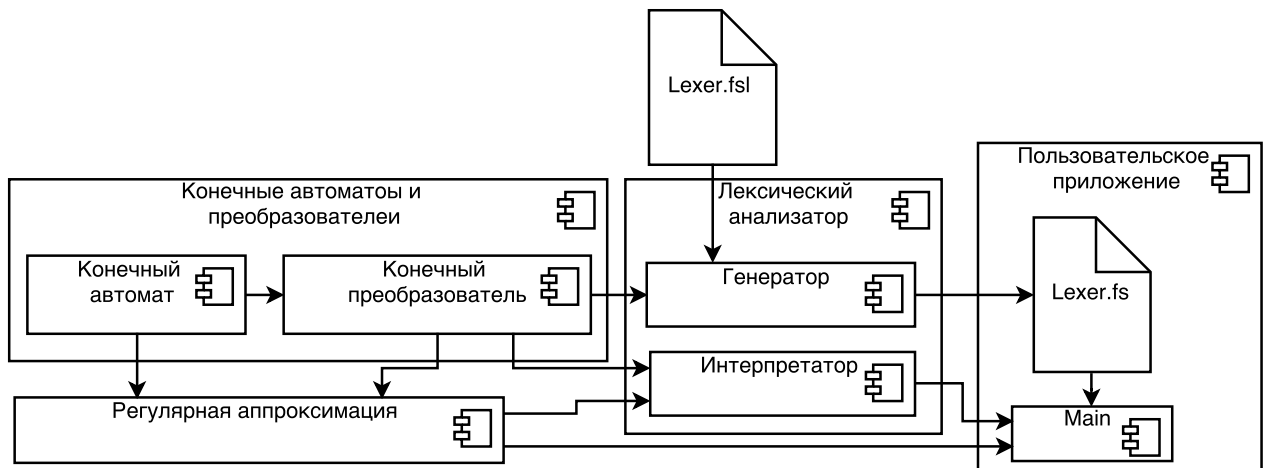 Lexer.fsl
Конечные автоматоы и
преобразователеи
Конечный
автомат
Конечный
преобразователь
Регулярная аппроксимация
Лексический
анализатор
Генератор
Интерпретатор
Пользовательское
приложение
Lexer.fs
Main